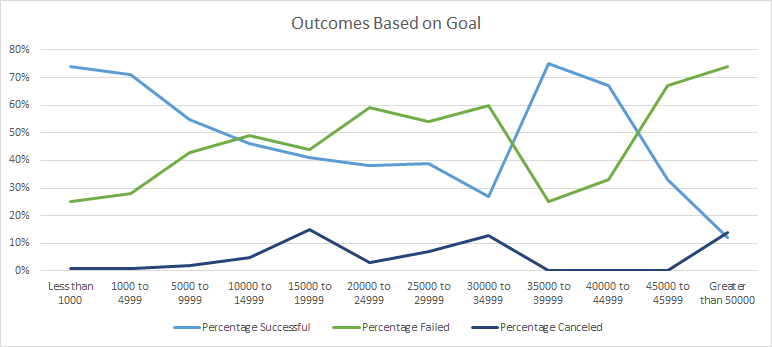 Outcomes Based on Goal
80%
70%
60%
50%
40%
30%
20%
10%
0%
Less than 1000
1000 to 4999
5000 to 9999
10000 to 14999
15000 to 19999
20000 to 24999
25000 to 29999
30000 to 34999
35000 to 39999
40000 to 44999
45000 to 45999
Greater than 50000
Percentage Successful
Percentage Failed
Percentage Canceled